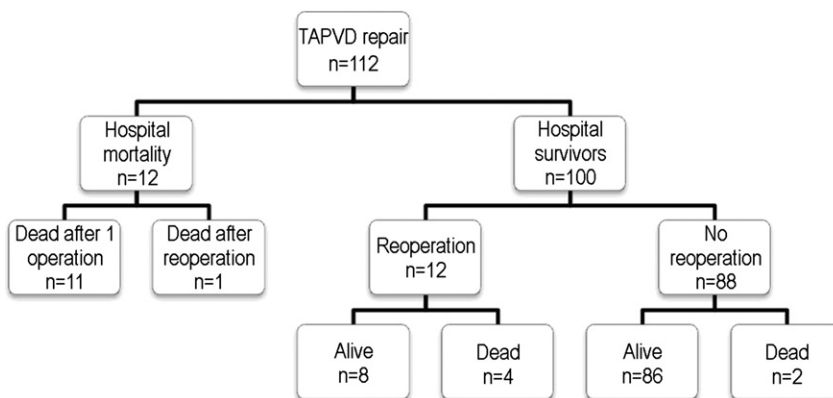 TAPVD repair
n=112
Hospital
mortality
n=12
Hospital
survivors
n=100
Dead after 1
operation
n=11
Dead after
reoperation
n=1
Reoperation
n=12
No
reoperation
n=88
Alive
n=8
Dead
n=4
Alive
n=86
Dead
n=2